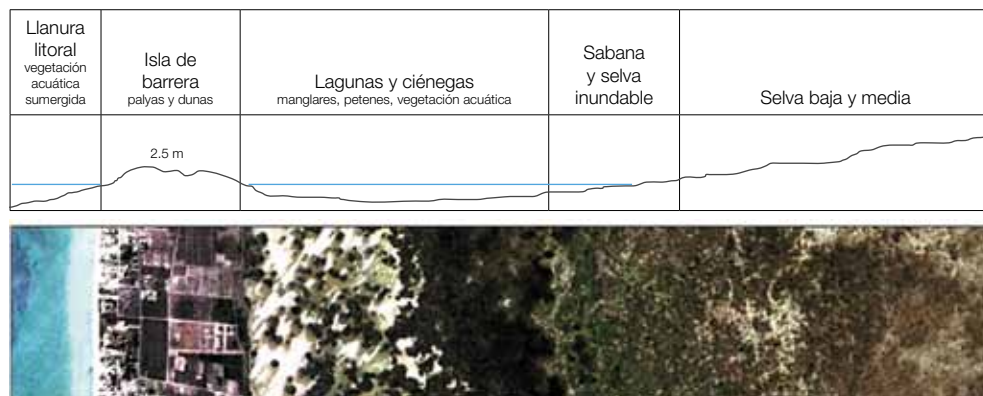 Llanura
litoral
vegetación
acuática
sumergida
Isla de
barrera
palyas y dunas
Lagunas y ciénegas
manglares, petenes, vegetación acuática
Sabana
y selva
inundable
Selva baja y media
2.5 m